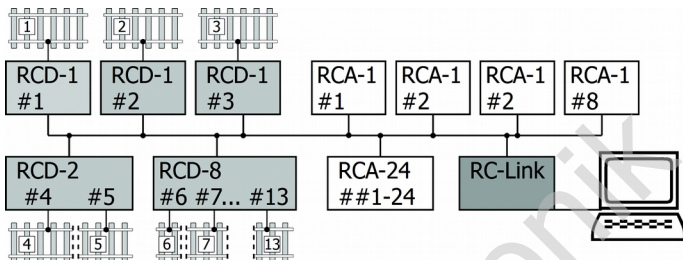 1 2 3
RCD-1 RCD-1 RCD-1 RCA-1 RCA-1 RCA-1 RCA-1
#1 #2 #3 #1 #2 #2 #8
RCD-2 RCD-8 RCA-24 RC-Link
#4 #5 #6 #7... #13 ##1-24
4 5 6 7 13